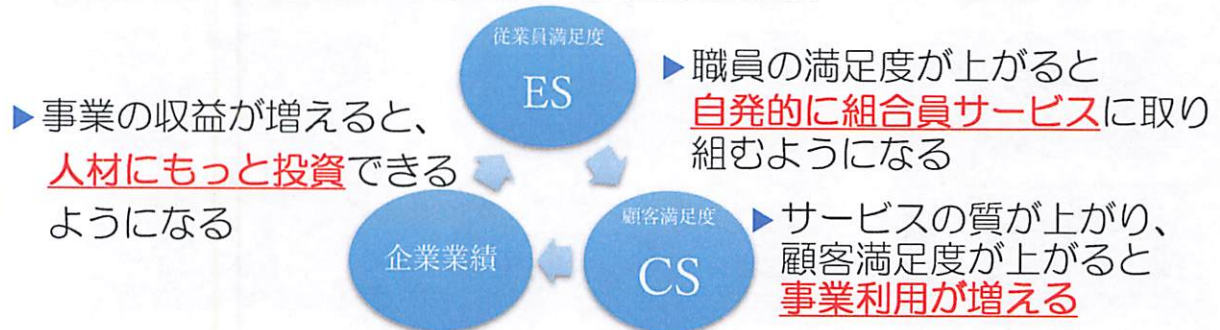 従業員満足度
ES
▶職員の満足度が上がると
自発的に組合員サービスに取り
組むようになる
▶事業の収益が増えると、
人材にもっと投資できる
ようになる
企業業績
顧客満足度
CS
▶サービスの質が上がり、
顧客満足度が上がると
事業利用が増える